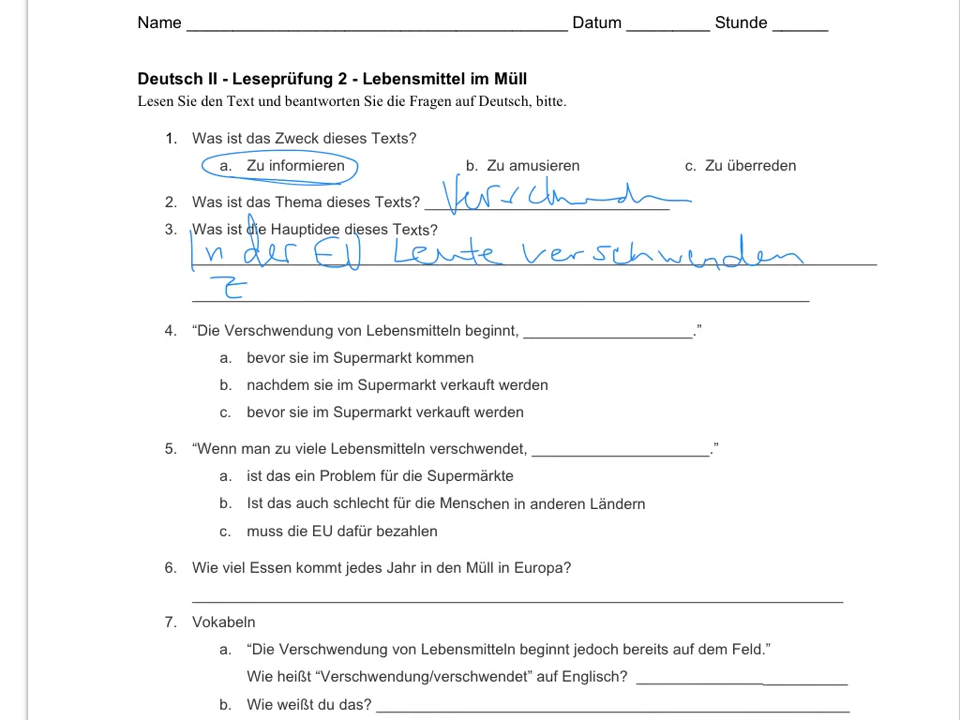 Name ____________________ Datum _________ Stunde ______
Deutsch II - Leseprüfung 2 - Lebensmittel im Müll
Lesen Sie den Text und beantworten Sie die Fragen auf Deutsch, bitte.
1. Was ist das Zweck dieses Texts?
a. Zu informieren b. Zu amusieren c. Zu überreden
2. Was ist das Thema dieses Texts?
3. Was ist die Hauptidee dieses Texts?
In der EU Leute verschwenden
z
4. “Die Verschwendung von Lebensmitteln beginnt, ____________________.”
a. bevor sie im Supermarkt kommen
b. nachdem sie im Supermarkt verkauft werden
c. bevor sie im Supermarkt verkauft werden
5. “Wenn man zu viele Lebensmitteln verschwendet, ____________________.”
a. ist das ein Problem für die Supermärkte
b. Ist das auch schlecht für die Menschen in anderen Ländern
c. muss die EU dafür bezahlen
6. Wie viel Essen kommt jedes Jahr in den Müll in Europa?
7. Vokabeln
a. “Die Verschwendung von Lebensmitteln beginnt jedoch bereits auf dem Feld.”
Wie heißt “Verschwendung/verschwendet” auf Englisch? ____________________
b. Wie weißt du das? ____________________